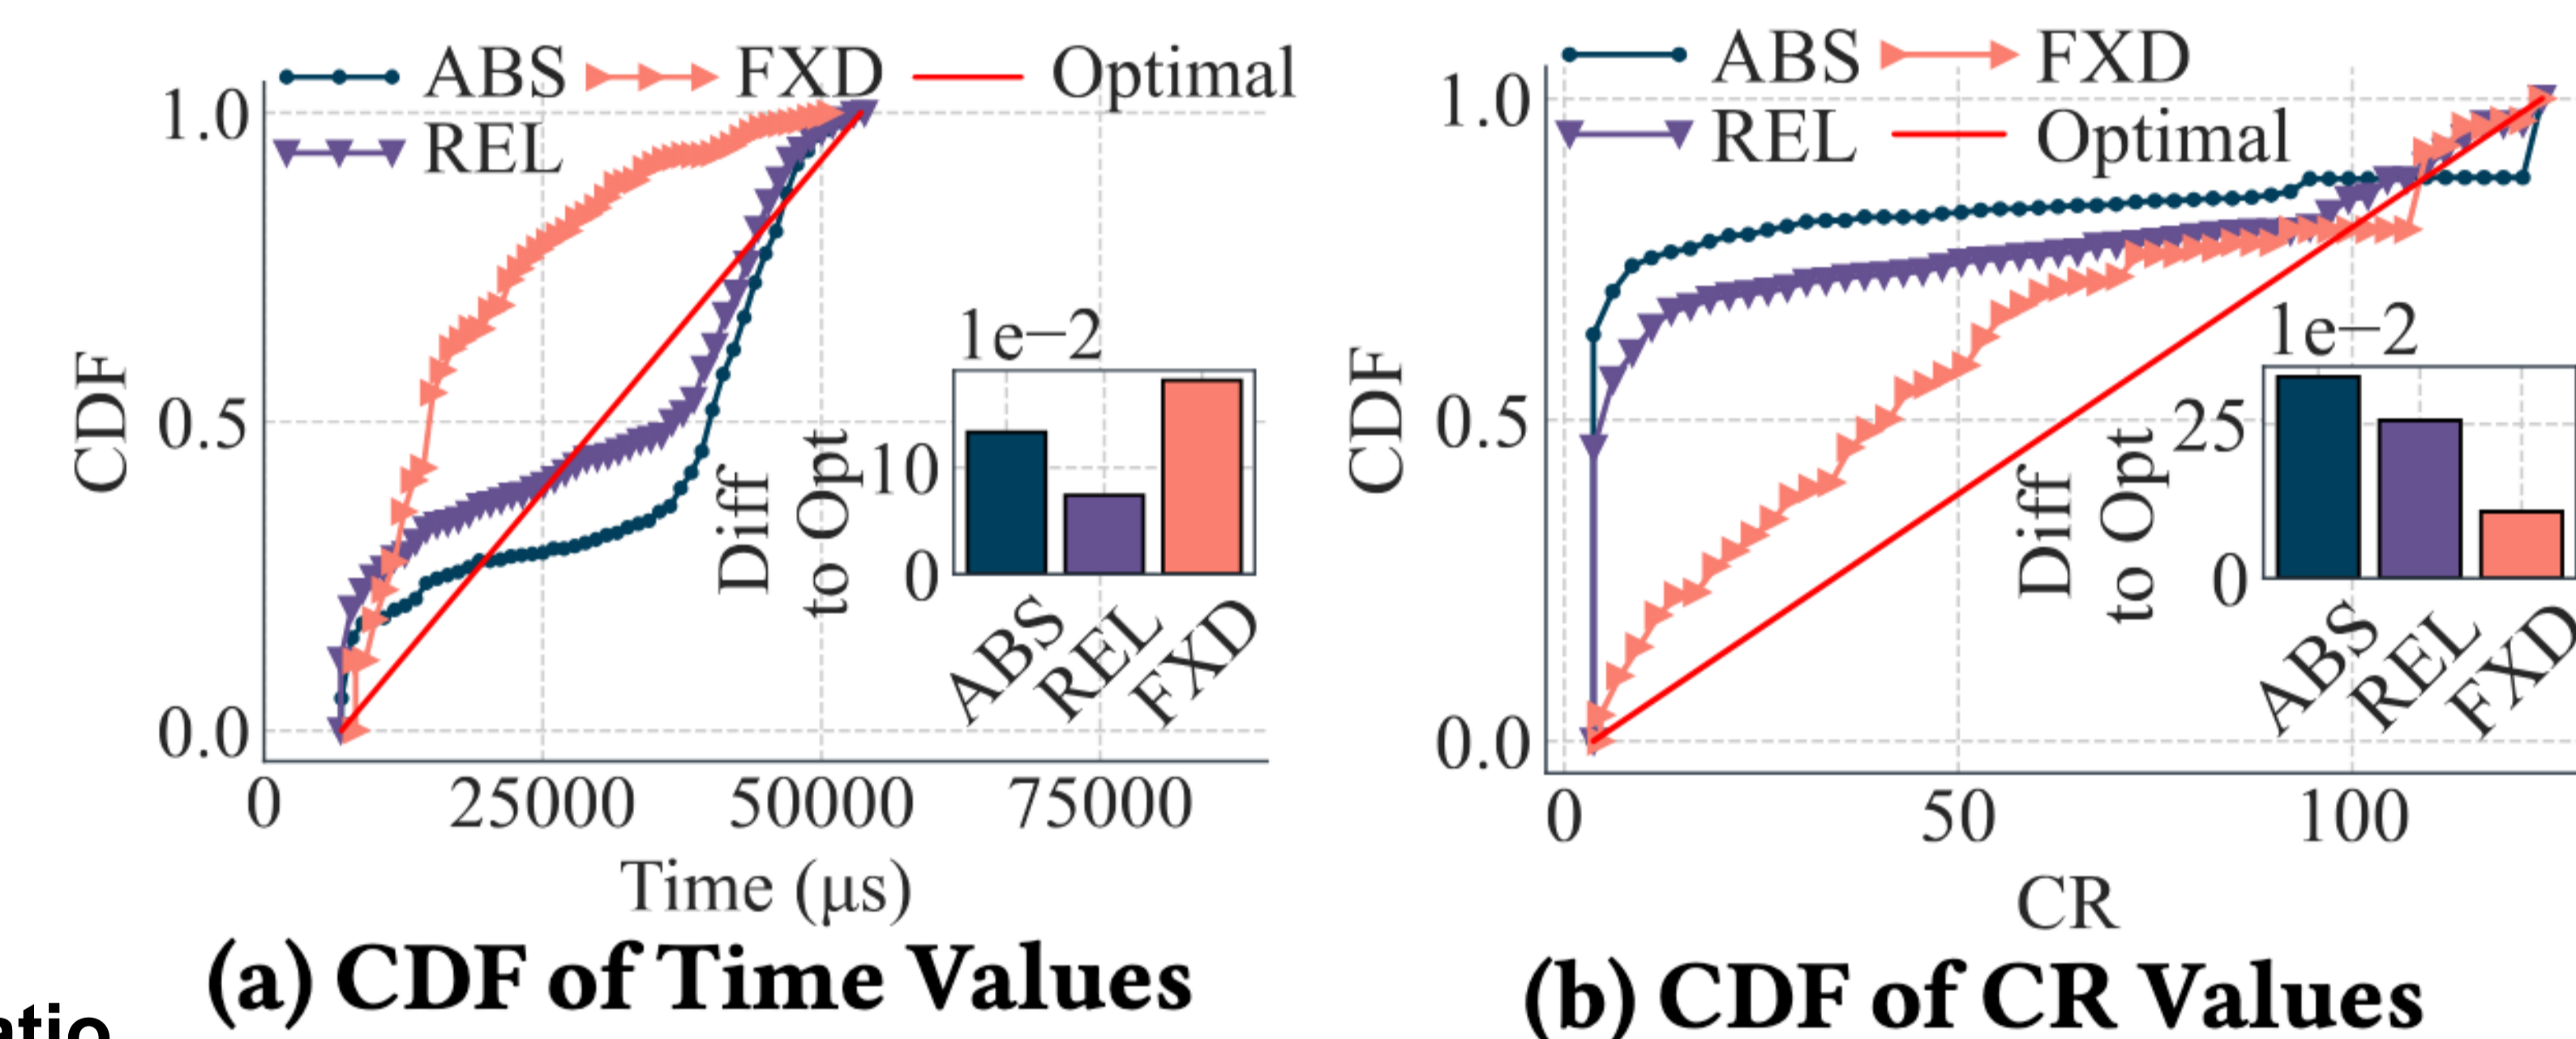 ABS FXD Optimal
REL
1.0
0.5
0.0
CDF
0 25000 50000 75000
Time (μs)
1e−2
10
0
Diff
to Opt
ABS REL FXD
(a) CDF of Time Values
ABS FXD
REL Optimal
1.0
0.5
0.0
CDF
0 50 100
CR
1e−2
25
0
Diff
to Opt
ABS REL FXD
(b) CDF of CR Values
atio